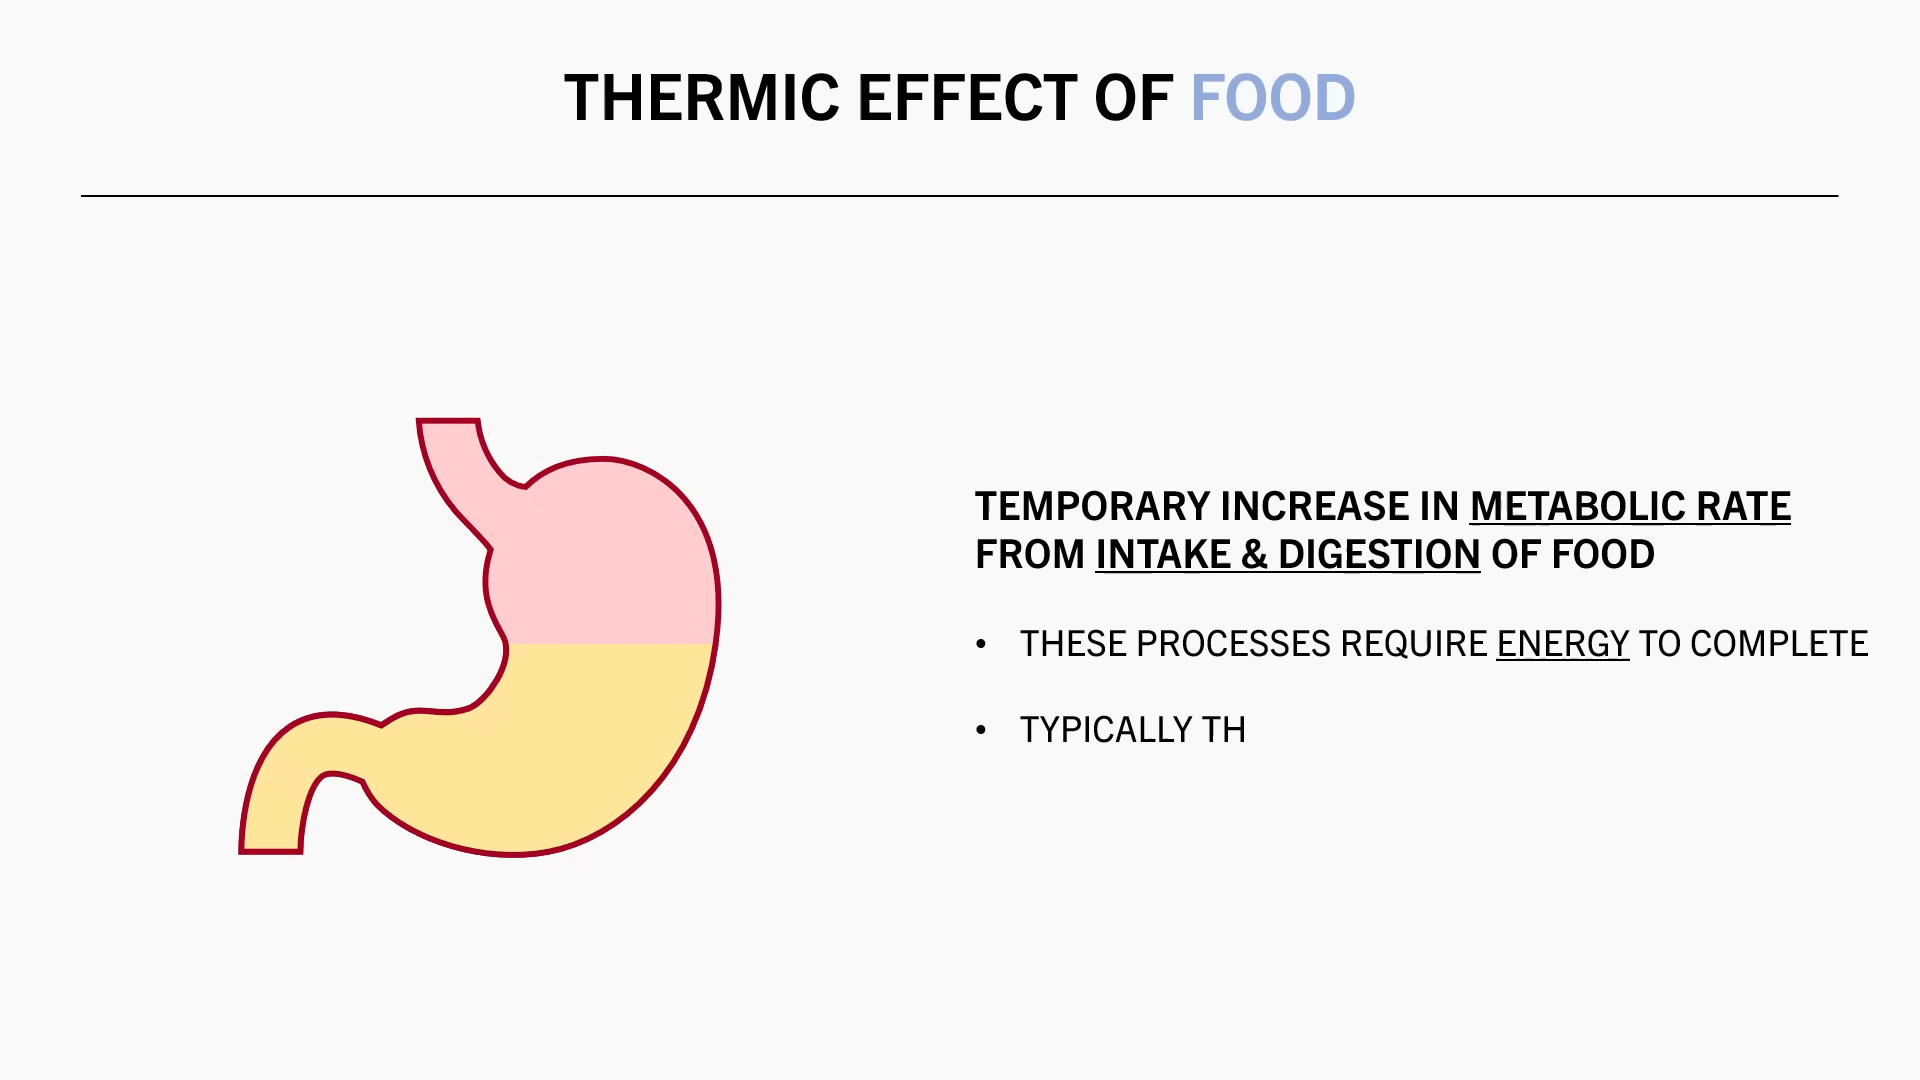 THERMIC EFFECT OF FOOD
TEMPORARY INCREASE IN METABOLIC RATE
FROM INTAKE & DIGESTION OF FOOD
• THESE PROCESSES REQUIRE ENERGY TO COMPLETE
• TYPICALLY TH